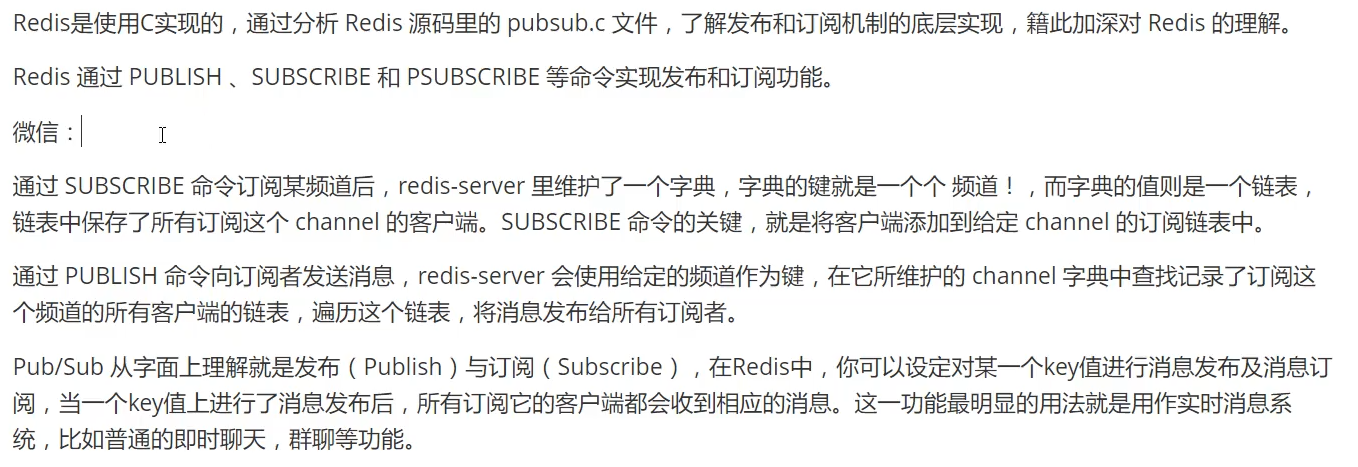 Redis是使用C实现的，通过分析 Redis 源码里的 pubsub.c 文件，了解发布和订阅机制的底层实现，籍此加深对 Redis 的理解。
Redis 通过 PUBLISH 、SUBSCRIBE 和 PSUBSCRIBE 等命令实现发布和订阅功能。
微信：
通过 SUBSCRIBE 命令订阅某频道后，redis-server 里维护了一个字典，字典的键就是一个个 频道！，而字典的值则是一个链表，
链表中保存了所有订阅这个 channel 的客户端。SUBSCRIBE 命令的关键，就是将客户端添加到给定 channel 的订阅链表中。
通过 PUBLISH 命令向订阅者发送消息，redis-server 会使用给定的频道作为键，在它所维护的 channel 字典中查找记录了订阅这
个频道的所有客户端的链表，遍历这个链表，将消息发布给所有订阅者。
Pub/Sub 从字面上理解就是发布（Publish）与订阅（Subscribe），在Redis中，你可以设定对某一个key值进行消息发布及消息订
阅，当一个key值上进行了消息发布后，所有订阅它的客户端都会收到相应的消息。这一功能最明显的用法就是用作实时消息系
统，比如普通的即时聊天，群聊等功能。